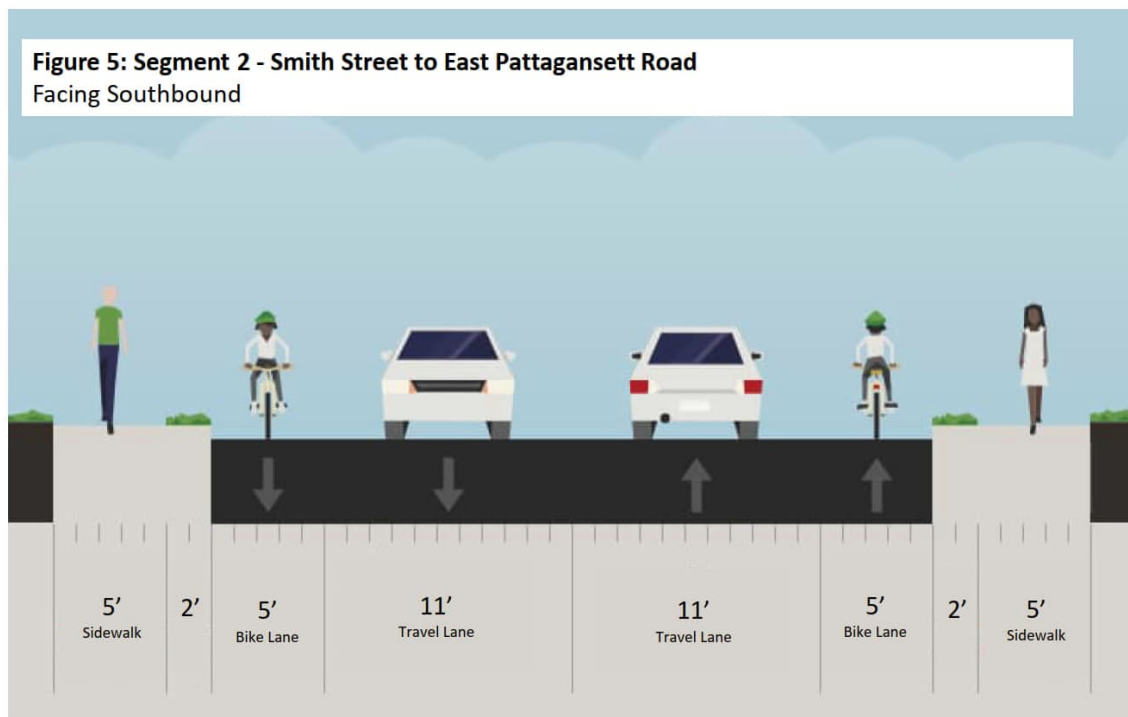 Figure 5: Segment 2 - Smith Street to East Pattagansett Road
Facing Southbound
5’ 2’ 5’ 11’ 11’ 5’ 2’ 5’
Sidewalk Bike Lane Travel Lane Travel Lane Bike Lane Sidewalk